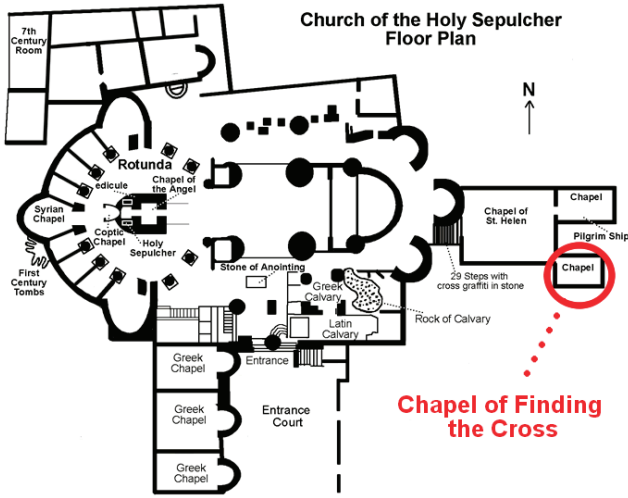 Church of the Holy Sepulcher
Floor Plan
7th
Century
Room
N
Rotunda
edicule
Chapel of
the Angel
Syrian
Chapel
Coptic
Chapel
Holy
Sepulcher
First
Century
Tombs
Stone of Anointing
Greek
Calvary
Latin
Calvary
Rock of Calvary
Chapel of
St. Helen
Chapel
Pilgrim Ship
Chapel
29 Steps with
cross graffiti in stone
Greek
Chapel
Entrance
Greek
Chapel
Entrance
Court
Greek
Chapel
Chapel of Finding
the Cross